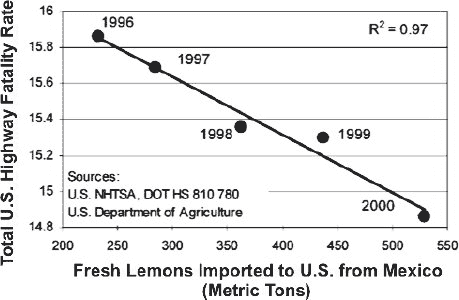 Total U.S. Highway Fatality Rate
16
15.8
15.6
15.4
15.2
15
14.8
1996
R² = 0.97
1997
1998
1999
2000
Sources:
U.S. NHTSA, DOT HS 810 780
U.S. Department of Agriculture
200 250 300 350 400 450 500 550
Fresh Lemons Imported to U.S. from Mexico
(Metric Tons)